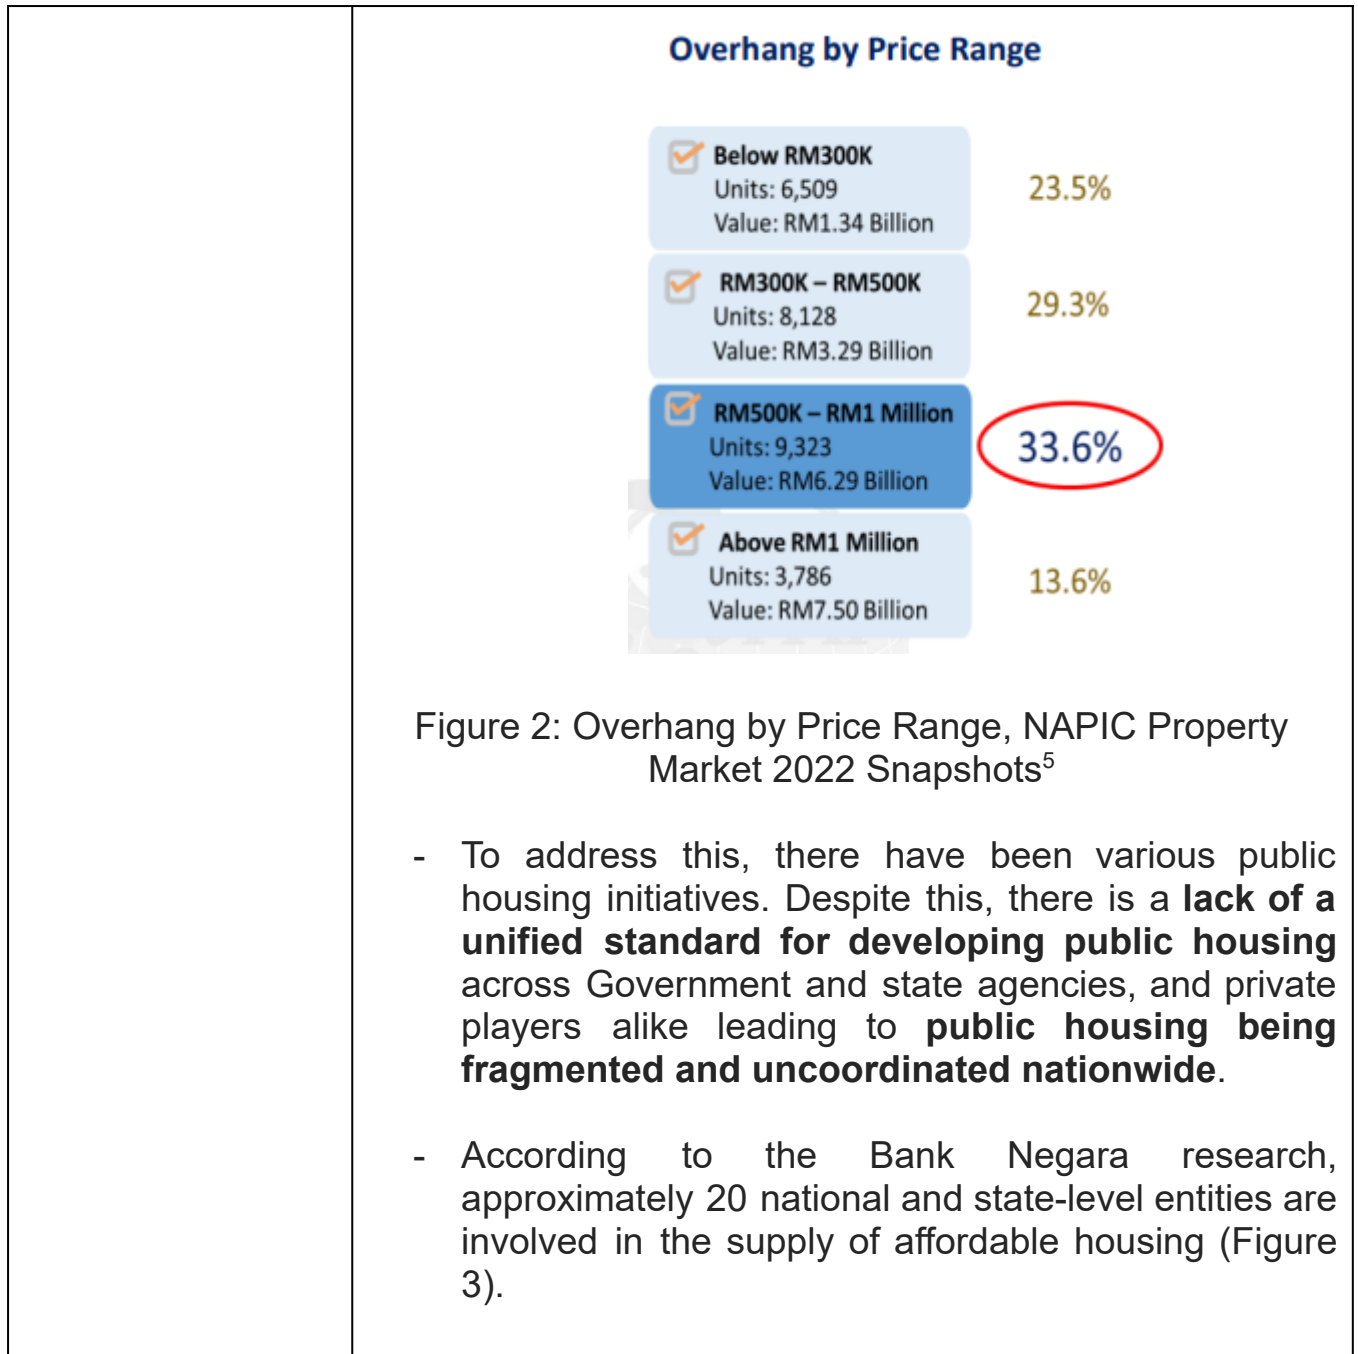 Overhang by Price Range
Below RM300K
Units: 6,509
Value: RM1.34 Billion
23.5%
RM300K – RM500K
Units: 8,128
Value: RM3.29 Billion
29.3%
RM500K – RM1 Million
Units: 9,323
Value: RM6.29 Billion
33.6%
Above RM1 Million
Units: 3,786
Value: RM7.50 Billion
13.6%
Figure 2: Overhang by Price Range, NAPIC Property
Market 2022 Snapshots⁵
- To address this, there have been various public
housing initiatives. Despite this, there is a lack of a
unified standard for developing public housing
across Government and state agencies, and private
players alike leading to public housing being
fragmented and uncoordinated nationwide.
- According to the Bank Negara research,
approximately 20 national and state-level entities are
involved in the supply of affordable housing (Figure
3).